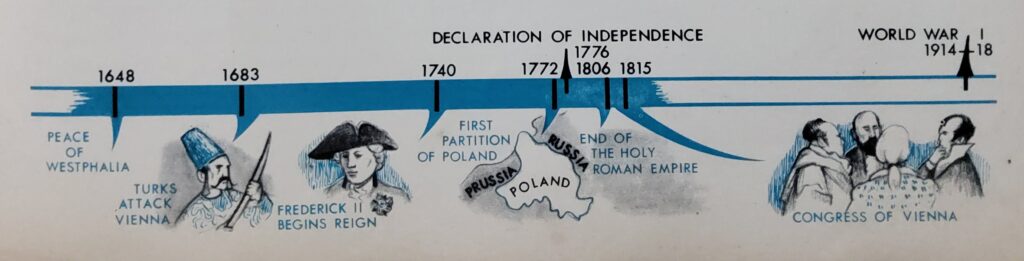 DECLARATION OF INDEPENDENCE
1776
WORLD WAR I
1914-18
1648
1683
1740
1772
1806
1815
PEACE
OF
WESTPHALIA
TURKS
ATTACK
VIENNA
FREDERICK II
BEGINS REIGN
FIRST
PARTITION
OF POLAND
PRUSSIA
RUSSIA
POLAND
END OF
THE HOLY
ROMAN EMPIRE
CONGRESS OF VIENNA